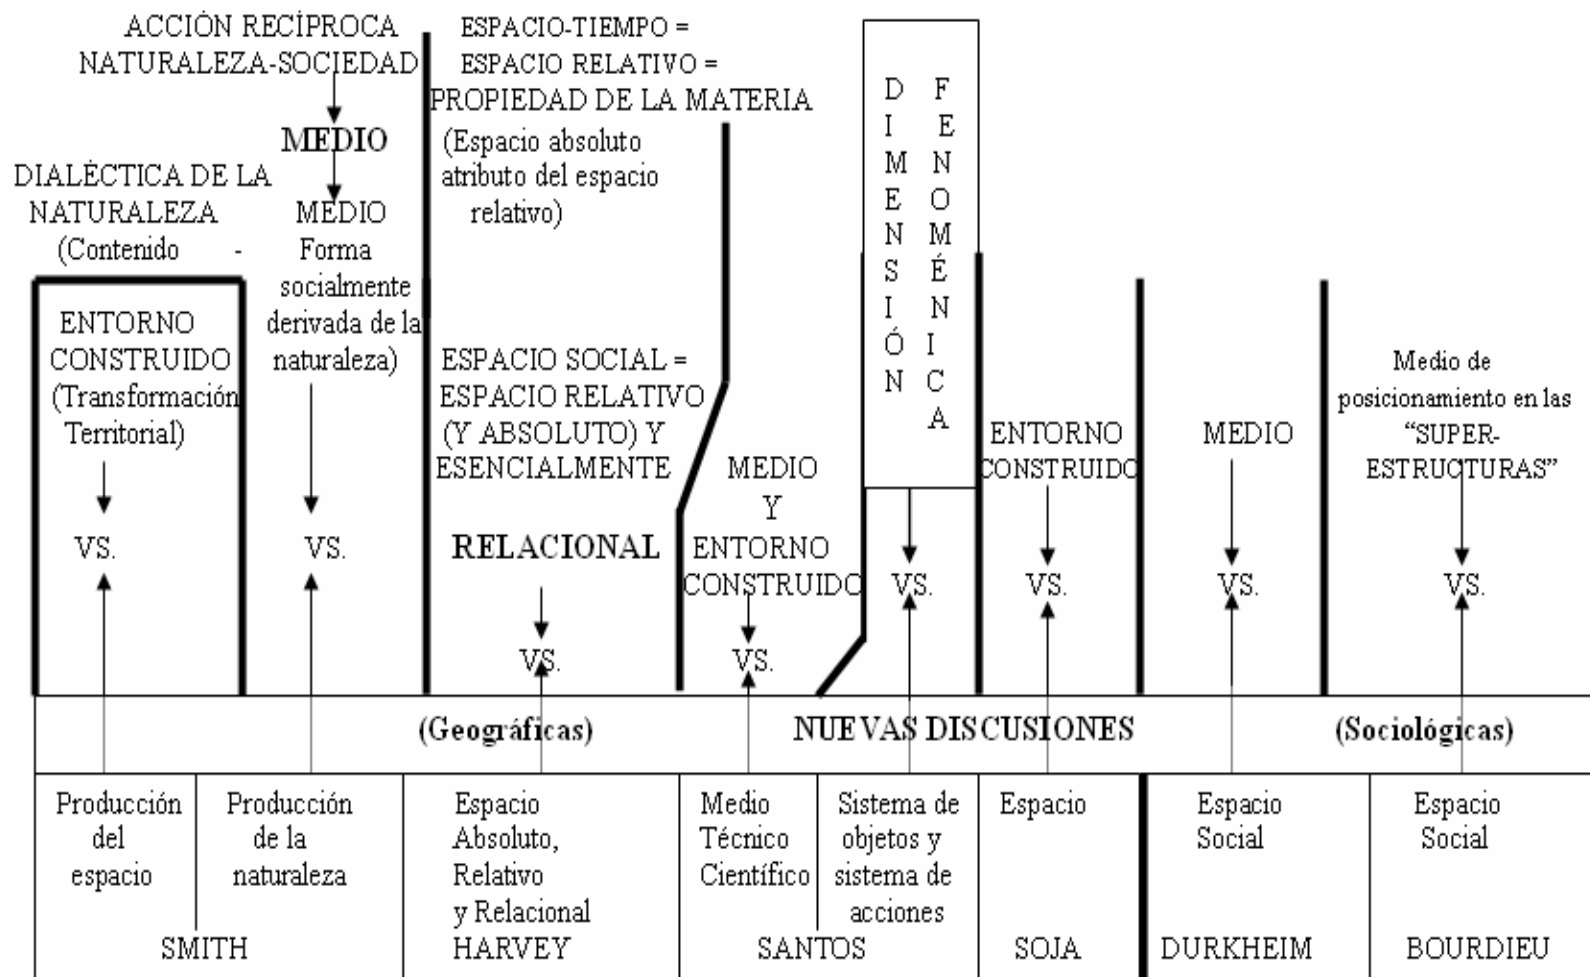 ACCIÓN RECÍPROCA
NATURALEZA-SOCIEDAD
MEDIO
DIALÉCTICA DE LA
NATURALEZA
(Contenido -
MEDIO
Forma
socialmente
derivada de la
naturaleza)
ENTORNO
CONSTRUIDO
(Transformación
Territorial)
VS.
VS.
ESPACIO-TIEMPO =
ESPACIO RELATIVO =
PROPIEDAD DE LA MATERIA
(Espacio absoluto
atributo del espacio
relativo)
ESPACIO SOCIAL =
ESPACIO RELATIVO
(Y ABSOLUTO) Y
ESENCIALMENTE
RELACIONAL
VS.
MEDIO
Y
ENTORNO
CONSTRUIDO
VS.
DIMENSIÓN
FENOMÉNICA
VS.
ENTORNO
CONSTRUIDO
VS.
MEDIO
VS.
Medio de
posicionamiento en las
“SUPER-
ESTRUCTURAS”
VS.
(Geográficas) NUEVAS DISCUSIONES (Sociológicas)
Producción
del
espacio
Producción
de la
naturaleza
SMITH
Espacio
Absoluto,
Relativo
y Relacional
HARVEY
Medio
Técnico
Científico
Sistema de
objetos y
sistema de
acciones
SANTOS
Espacio
SOJA
Espacio
Social
DURKHEIM
Espacio
Social
BOURDIEU